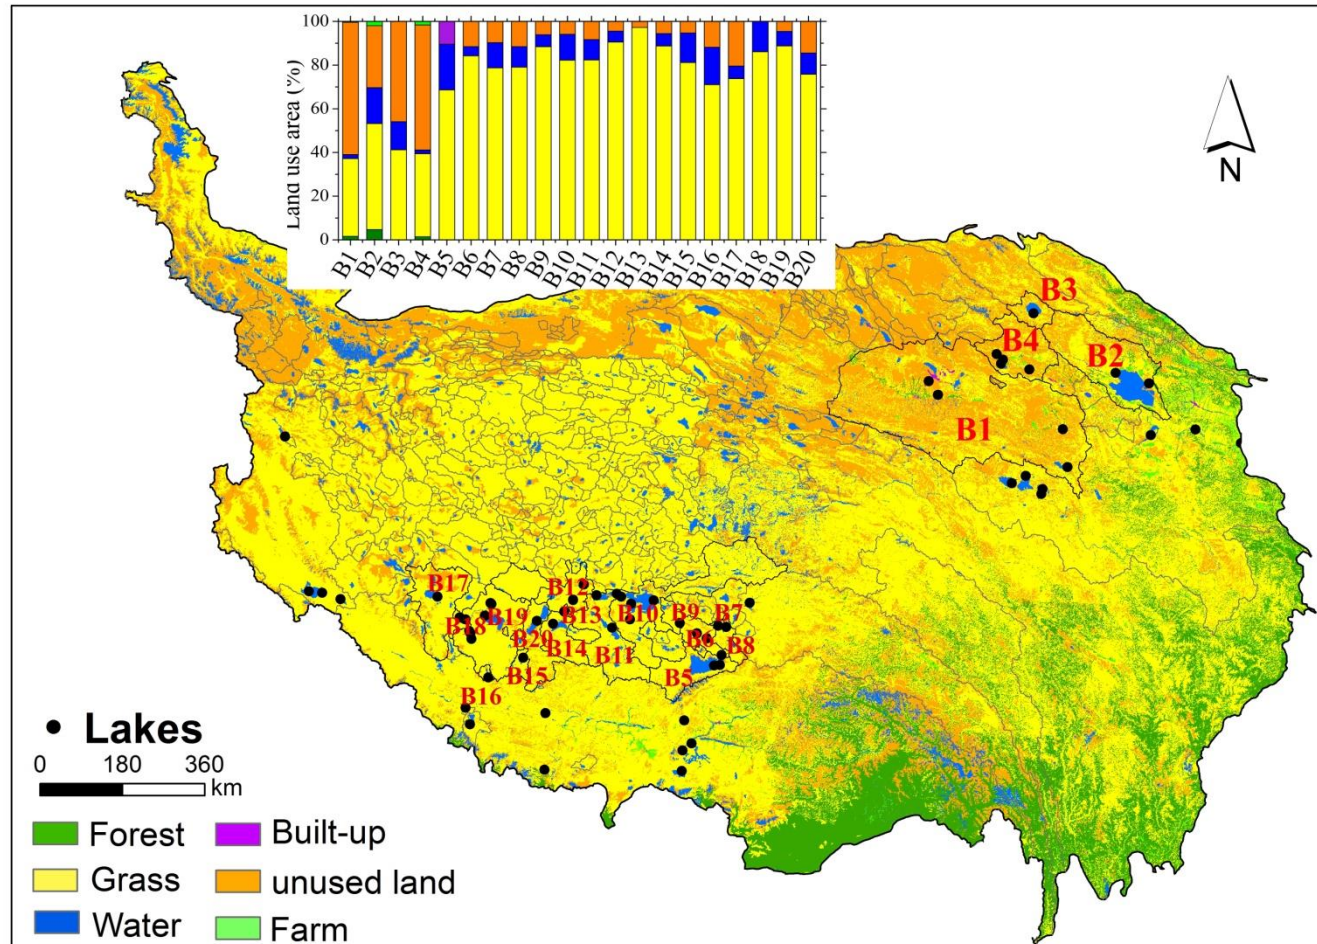 100
80
60
40
20
0
Land use area (%)
B1 B2 B3 B4 B5 B6 B7 B8 B9 B10 B11 B12 B13 B14 B15 B16 B17 B18 B19 B20
N
B3
B4
B2
B1
B17
B12
B19
B13
B10
B9
B7
B18
B20
B6
B14
B11
B8
B15
B5
B16
Lakes
0 180 360
km
Forest
Built-up
Grass
unused land
Water
Farm